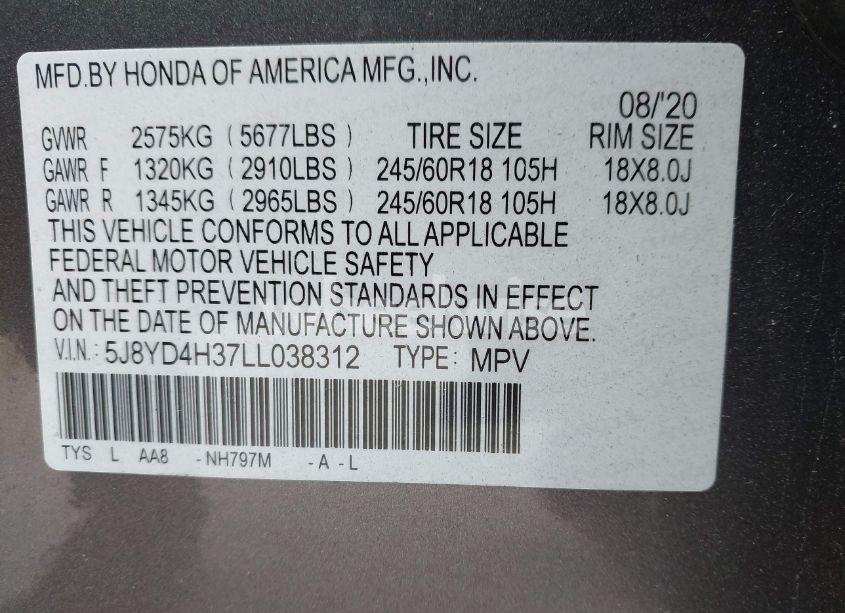 MFD.BY HONDA OF AMERICA MFG.,INC.
08/'20
GVWR 2575KG (5677LBS) TIRE SIZE RIM SIZE
GAWR F 1320KG (2910LBS) 245/60R18 105H 18X8.0J
GAWR R 1345KG (2965LBS) 245/60R18 105H 18X8.0J
THIS VEHICLE CONFORMS TO ALL APPLICABLE
FEDERAL MOTOR VEHICLE SAFETY
AND THEFT PREVENTION STANDARDS IN EFFECT
ON THE DATE OF MANUFACTURE SHOWN ABOVE.
V.I.N.: 5J8YD4H37LL038312 TYPE: MPV
TYS L AA8 -NH797M -A -L